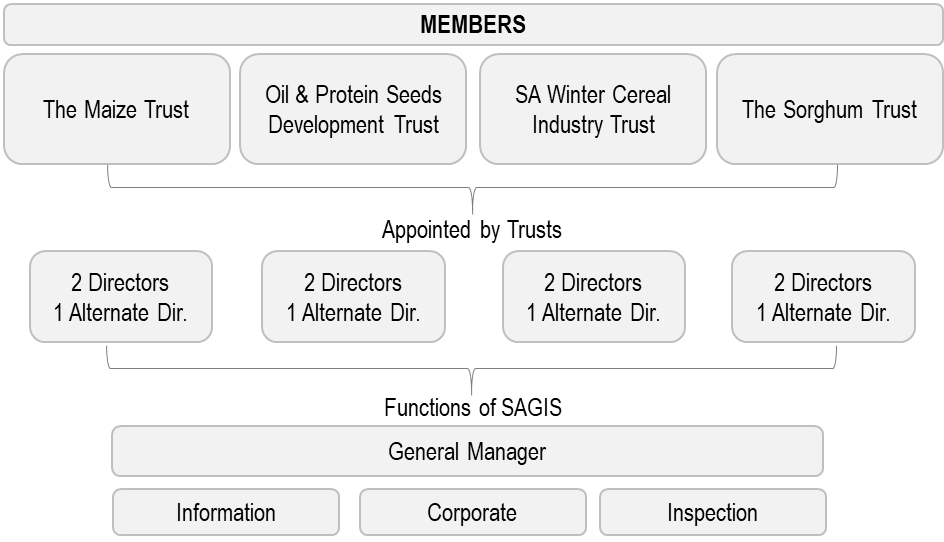 MEMBERS
The Maize Trust
Oil & Protein Seeds
Development Trust
SA Winter Cereal
Industry Trust
The Sorghum Trust
Appointed by Trusts
2 Directors
1 Alternate Dir.
2 Directors
1 Alternate Dir.
2 Directors
1 Alternate Dir.
2 Directors
1 Alternate Dir.
Functions of SAGIS
General Manager
Information
Corporate
Inspection